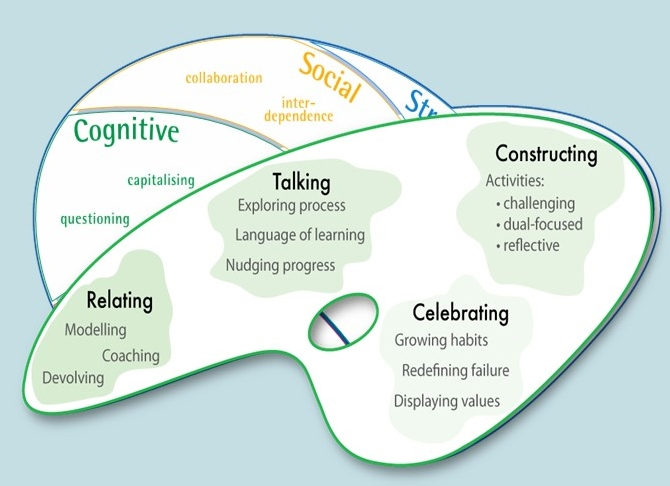 Social
collaboration
inter-
dependence
Str
Cognitive
capitalising
questioning
Talking
Exploring process
Language of learning
Nudging progress
Constructing
Activities:
• challenging
• dual-focused
• reflective
Relating
Modelling
Coaching
Devolving
Celebrating
Growing habits
Redefining failure
Displaying values